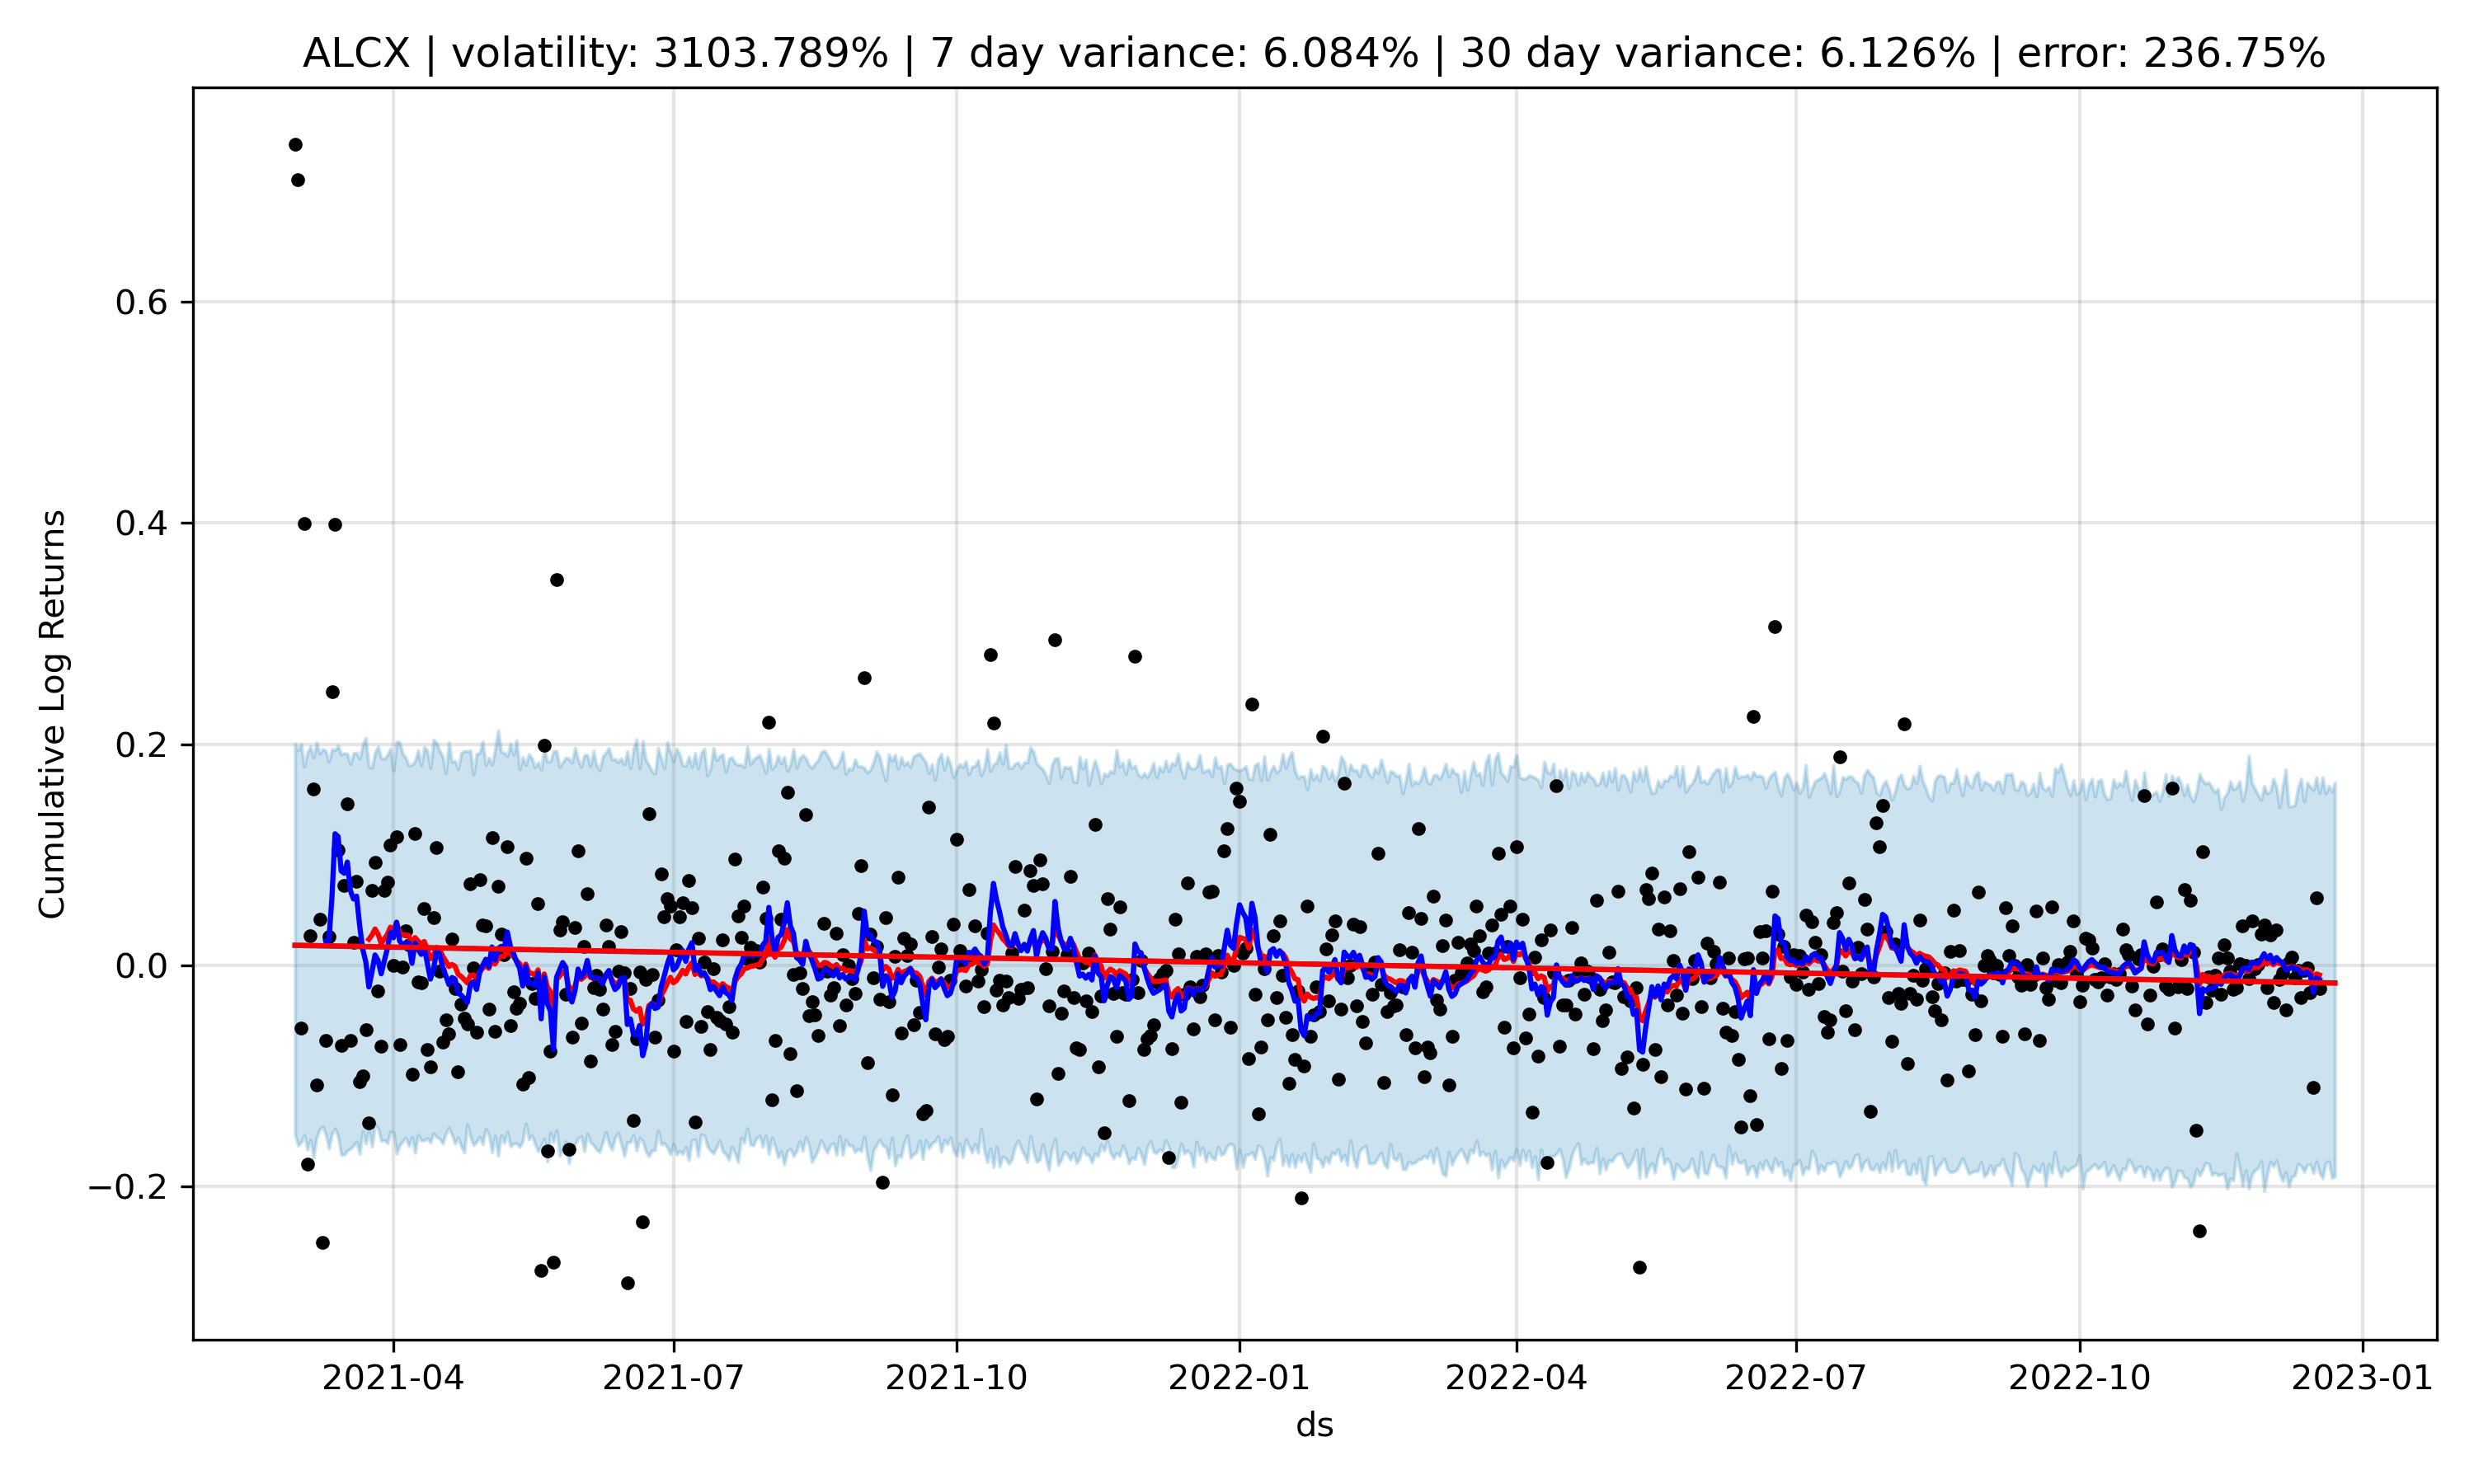 ALCX | volatility: 3103.789% | 7 day variance: 6.084% | 30 day variance: 6.126% | error: 236.75%
Cumulative Log Returns
0.6
0.4
0.2
0.0
−0.2
2021-04 2021-07 2021-10 2022-01 2022-04 2022-07 2022-10 2023-01
ds